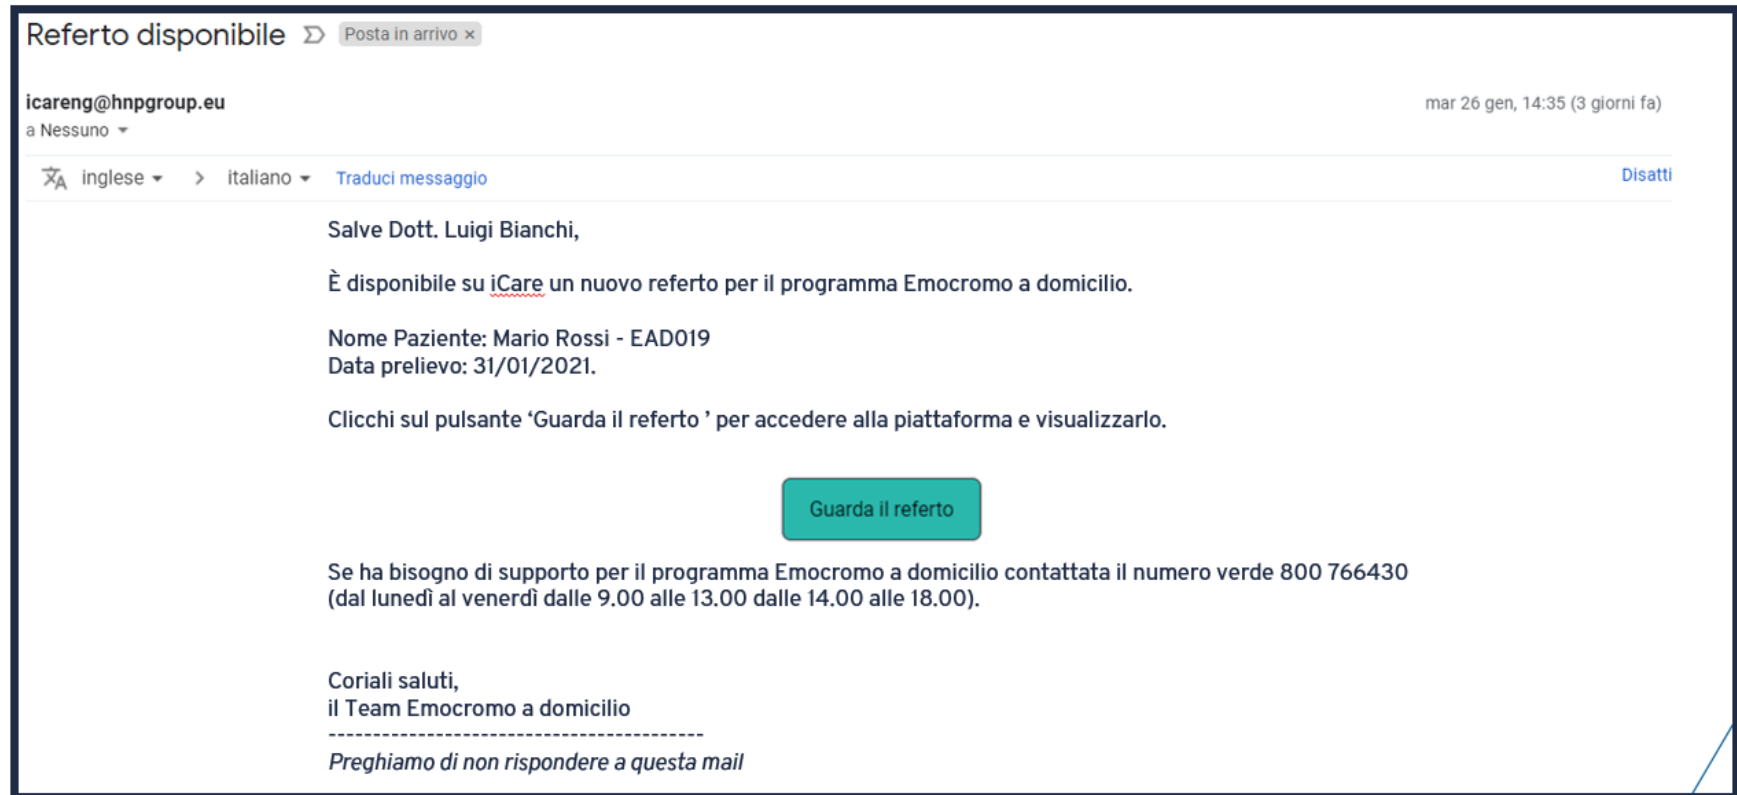 Referto disponibile Posta in arrivo ×
icareng@hnpgroup.eu mar 26 gen, 14:35 (3 giorni fa)
a Nessuno
inglese > italiano Traduci messaggio Disatti
Salve Dott. Luigi Bianchi,
È disponibile su iCare un nuovo referto per il programma Emocromo a domicilio.
Nome Paziente: Mario Rossi - EAD019
Data prelievo: 31/01/2021.
Clicchi sul pulsante ‘Guarda il referto ’ per accedere alla piattaforma e visualizzarlo.
Guarda il referto
Se ha bisogno di supporto per il programma Emocromo a domicilio contattata il numero verde 800 766430
(dal lunedì al venerdì dalle 9.00 alle 13.00 dalle 14.00 alle 18.00).
Coriali saluti,
il Team Emocromo a domicilio
-----------------------------------------
Preghiamo di non rispondere a questa mail